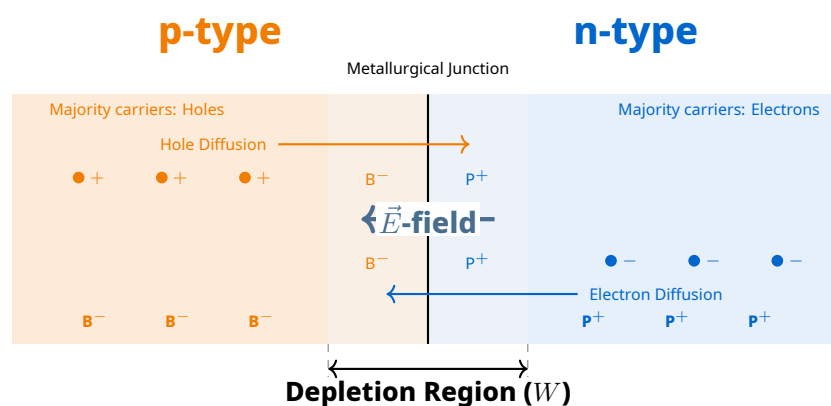 p-type
n-type
Metallurgical Junction
Majority carriers: Holes
Majority carriers: Electrons
Hole Diffusion
+ + +
B⁻ P⁺
E⃗-field
B⁻ P⁺
− − −
Electron Diffusion
B⁻ B⁻ B⁻
P⁺ P⁺ P⁺
Depletion Region (W)